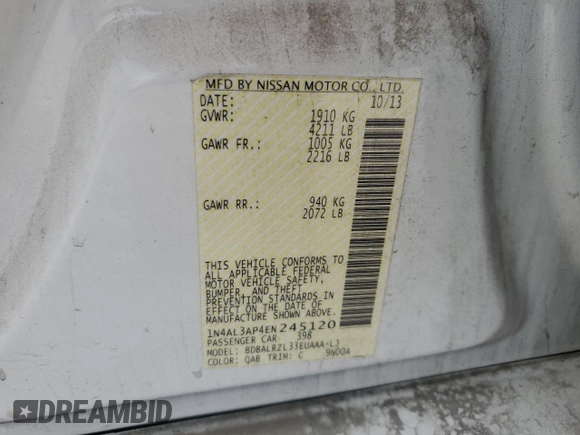 MFD BY NISSAN MOTOR CO., LTD.
DATE: 10/13
GVWR: 1910 KG
4211 LB
GAWR FR.: 1005 KG
2216 LB
GAWR RR.: 940 KG
2072 LB
THIS VEHICLE CONFORMS TO
ALL APPLICABLE FEDERAL
MOTOR VEHICLE SAFETY,
BUMPER, AND THEFT
PREVENTION STANDARDS IN
EFFECT ON THE DATE OF
MANUFACTURE SHOWN ABOVE.
1N4AL3AP4EN245120
PASSENGER CAR 398
MODEL: BDBALRZL33EUAAA-LJ
COLOR: QAB TRIM: C 9N00A
DREAMBID